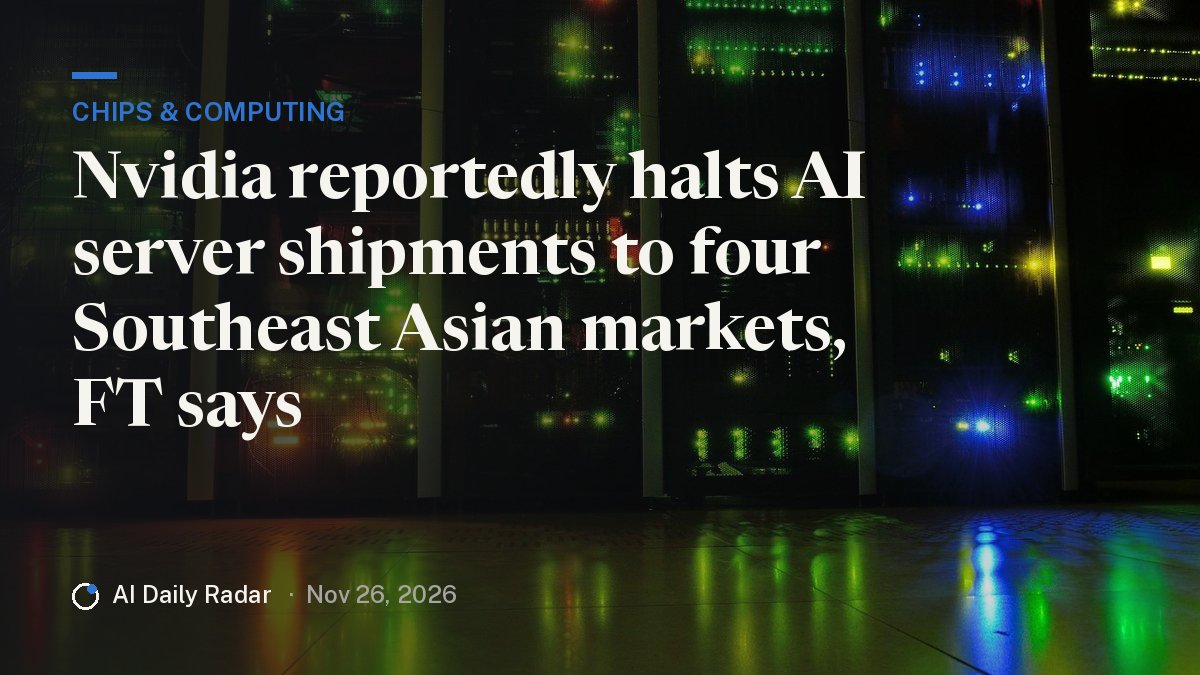 CHIPS & COMPUTING
Nvidia reportedly halts AI
server shipments to four
Southeast Asian markets,
FT says
AI Daily Radar · Nov 26, 2026